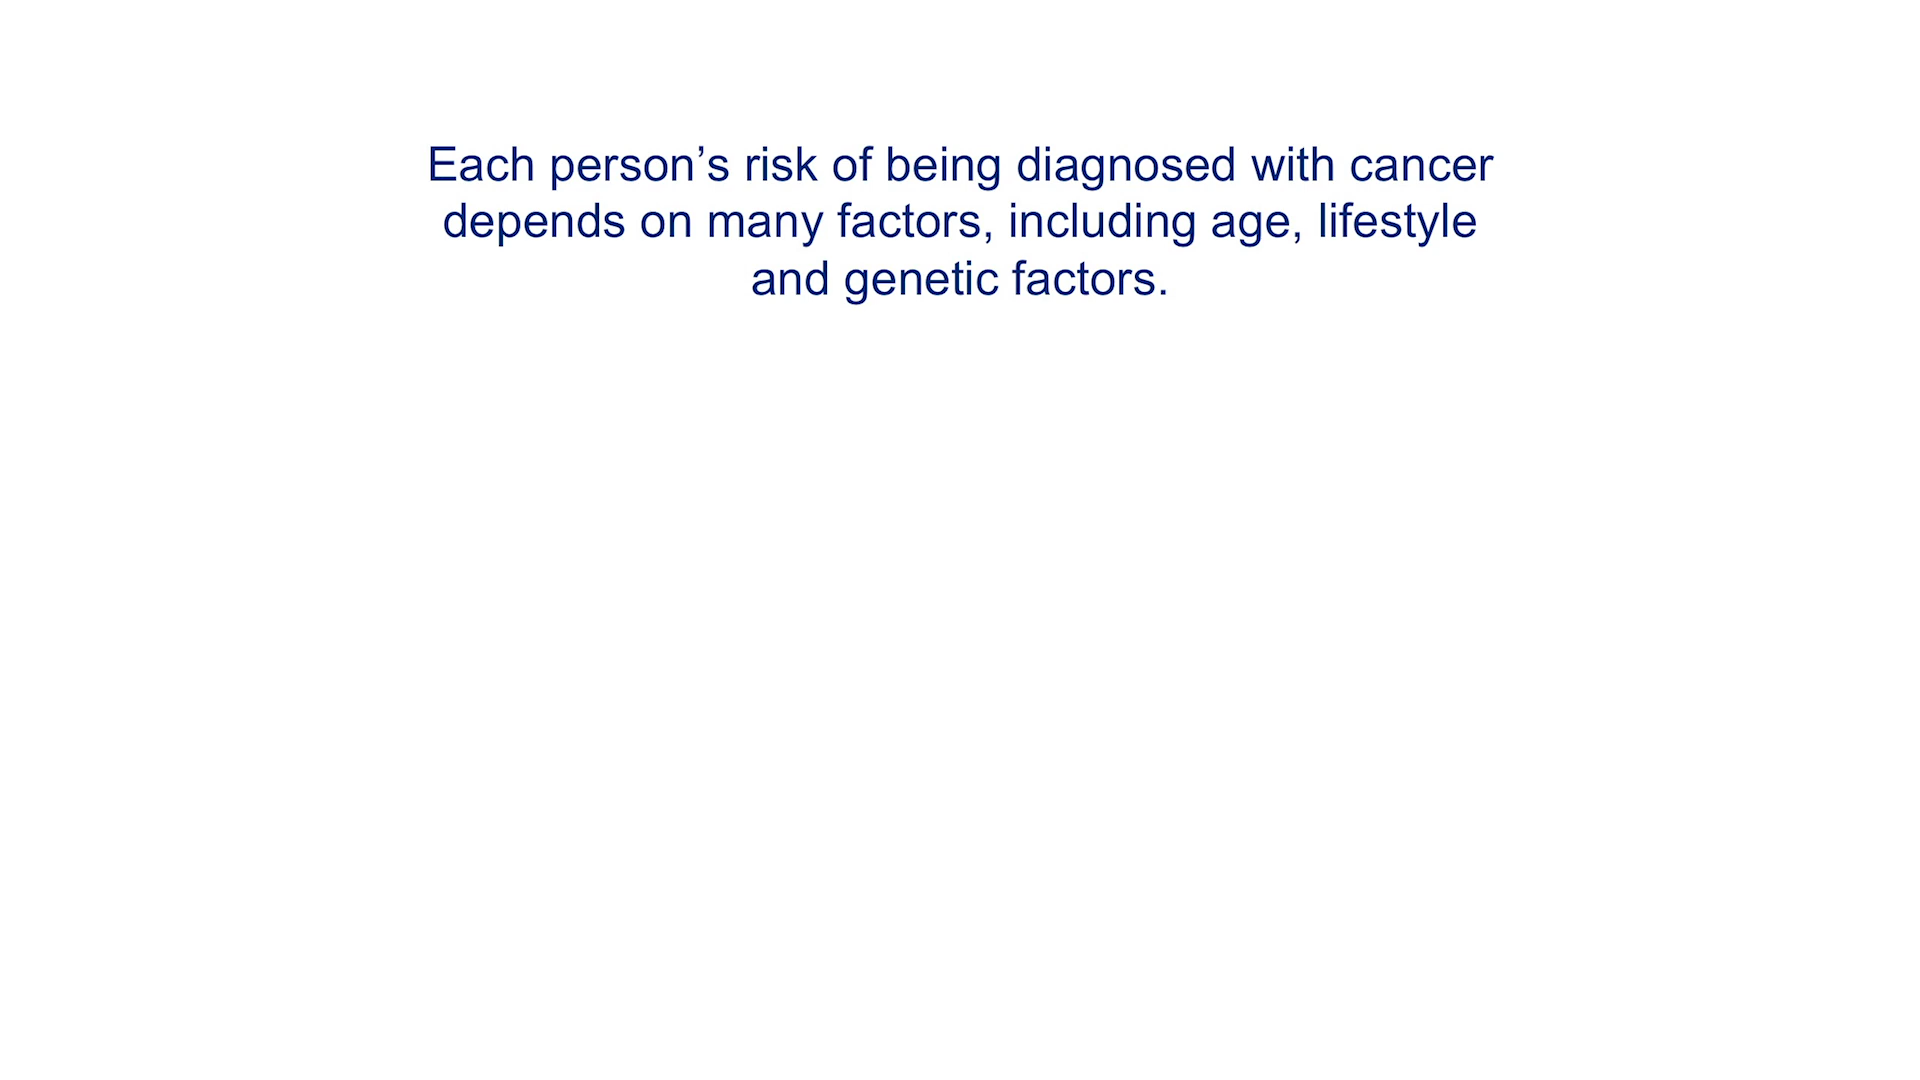 Each person’s risk of being diagnosed with cancer
depends on many factors, including age, lifestyle
and genetic factors.